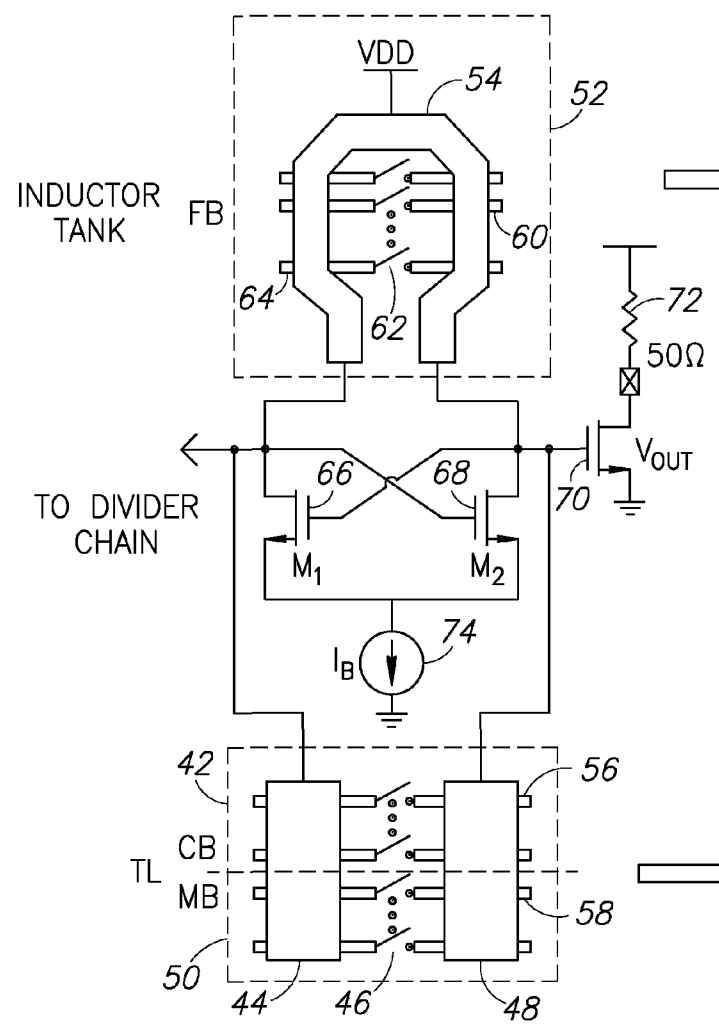 VDD
54
52
INDUCTOR
TANK
FB
60
64
62
72
50Ω
66
68
70
VOUT
TO DIVIDER
CHAIN
M1
M2
IB
74
42
56
CB
TL
MB
58
50
44
46
48